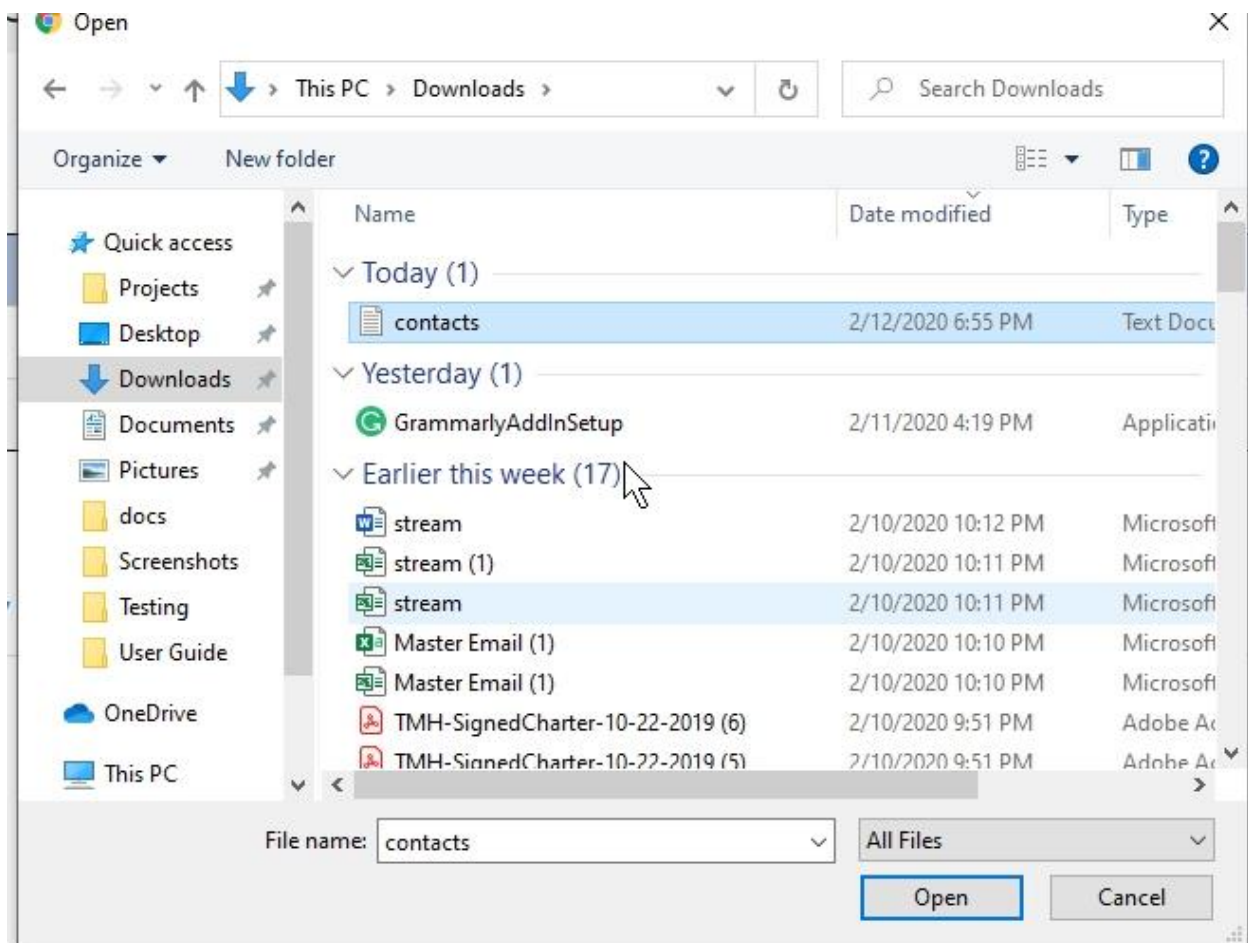 Open
This PC > Downloads >
Search Downloads
Organize
New folder
Name
Date modified
Type
Quick access
Projects
Desktop
Downloads
Documents
Pictures
docs
Screenshots
Testing
User Guide
OneDrive
This PC
Today (1)
contacts 2/12/2020 6:55 PM Text Docu
Yesterday (1)
GrammarlyAddInSetup 2/11/2020 4:19 PM Applicati
Earlier this week (17)
stream 2/10/2020 10:12 PM Microsoft
stream (1) 2/10/2020 10:11 PM Microsoft
stream 2/10/2020 10:11 PM Microsoft
Master Email (1) 2/10/2020 10:10 PM Microsoft
Master Email (1) 2/10/2020 10:10 PM Microsoft
TMH-SignedCharter-10-22-2019 (6) 2/10/2020 9:51 PM Adobe Ac
TMH-SignedCharter-10-22-2019 (5) 2/10/2020 9:51 PM Adobe Ac
File name: contacts
All Files
Open
Cancel